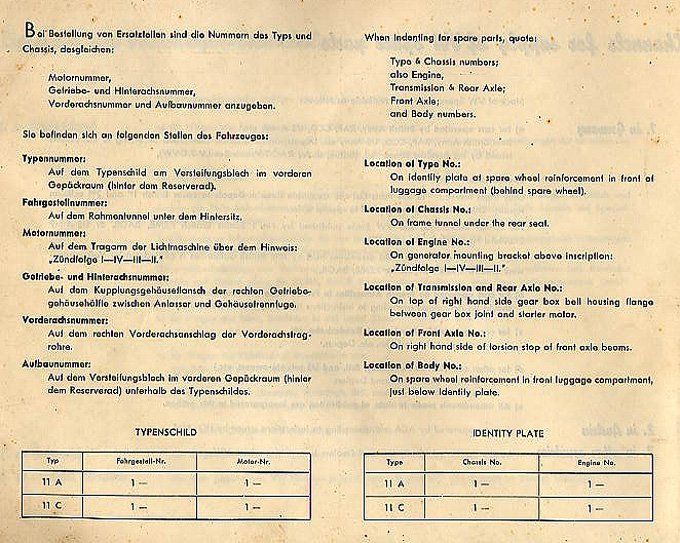 Bei Bestellung von Ersatzteilen sind die Nummern des Typs und
Chassis, desgleichen:
Motornummer,
Getriebe- und Hinterachsnummer,
Vorderachsnummer und Aufbaunummer anzugeben.
Sie befinden sich an folgenden Stellen des Fahrzeuges:
Typennummer:
Auf dem Typenschild am Versteifungsblech im vorderen
Gepäckraum (hinter dem Reserverad).
Fahrgestellnummer:
Auf dem Rahmentunnel unter dem Hintersitz.
Motornummer:
Auf dem Tragarm der Lichtmaschine über dem Hinweis:
„Zündfolge I—IV—III—II.“
Getriebe- und Hinterachsnummer:
Auf dem Kupplungsgehäuseflansch der rechten Getriebe-
gehäusehälfte zwischen Anlasser und Gehäusetrennfuge.
Vorderachsnummer:
Auf dem rechten Vorderachsanschlag der Vorderachstrag-
rohre.
Aufbaunummer:
Auf dem Versteifungsblech im vorderen Gepäckraum (hinter
dem Reserverad) unterhalb des Typenschildes.
TYPENSCHILD
Typ Fahrgestell-Nr. Motor-Nr.
11 A 1 — 1 —
11 C 1 — 1 —
When indenting for spare parts, quote:
Type & Chassis numbers;
also Engine,
Transmission & Rear Axle;
Front Axle;
and Body numbers.
Location of Type No.:
On identity plate at spare wheel reinforcement in front of
luggage compartment (behind spare wheel).
Location of Chassis No.:
On frame tunnel under the rear seat.
Location of Engine No.:
On generator mounting bracket above inscription:
„Zündfolge I—IV—III—II.“
Location of Transmission and Rear Axle No.:
On top of right hand side gear box bell housing flange
between gear box joint and starter motor.
Location of Front Axle No.:
On right hand side of torsion stop of front axle beams.
Location of Body No.:
On spare wheel reinforcement in front luggage compartment,
just below identity plate.
IDENTITY PLATE
Type Chassis No. Engine No.
11 A 1 — 1 —
11 C 1 — 1 —